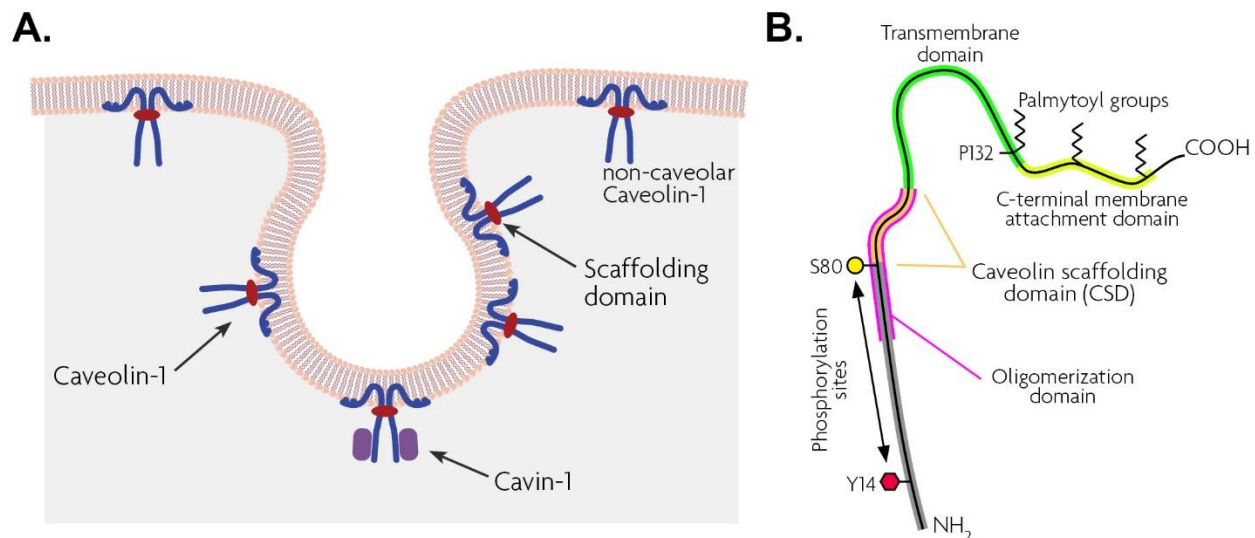 A.
non-caveolar
Caveolin-1
Scaffolding
domain
Caveolin-1
Cavin-1
B.
Transmembrane
domain
Palmytoyl groups
P132
COOH
C-terminal membrane
attachment domain
S80
Caveolin scaffolding
domain (CSD)
Phosphorylation
sites
Oligomerization
domain
Y14
NH2